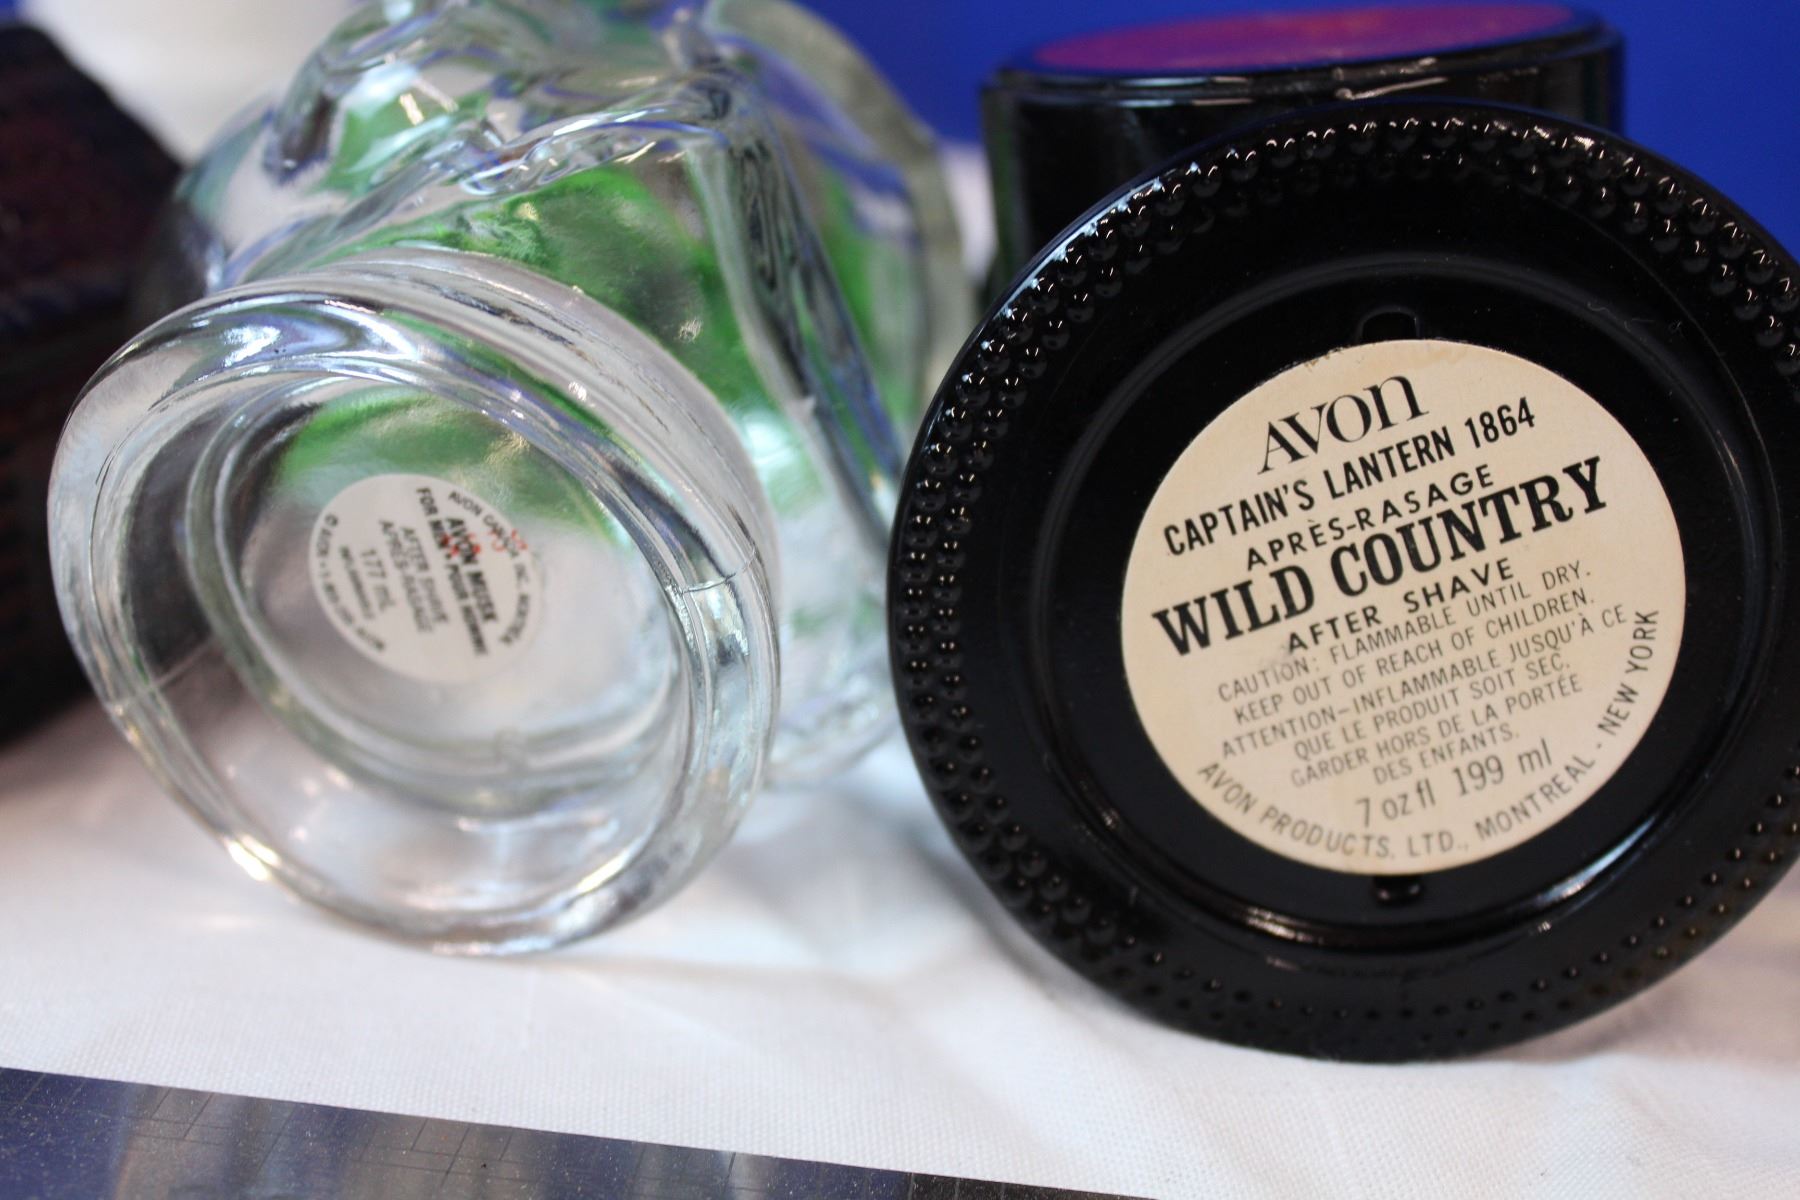 AVON
FOR MEN POUR HOMME
AVON MUSK
AFTER SHAVE
APRÈS-RASAGE
177 mL
AVON
CAPTAIN'S LANTERN 1864
APRÈS-RASAGE
WILD COUNTRY
AFTER SHAVE
CAUTION: FLAMMABLE UNTIL DRY.
KEEP OUT OF REACH OF CHILDREN.
ATTENTION—INFLAMMABLE JUSQU'À CE
QUE LE PRODUIT SOIT SEC.
GARDER HORS DE LA PORTÉE
DES ENFANTS.
7 oz fl 199 ml
AVON PRODUCTS, LTD., MONTREAL - NEW YORK